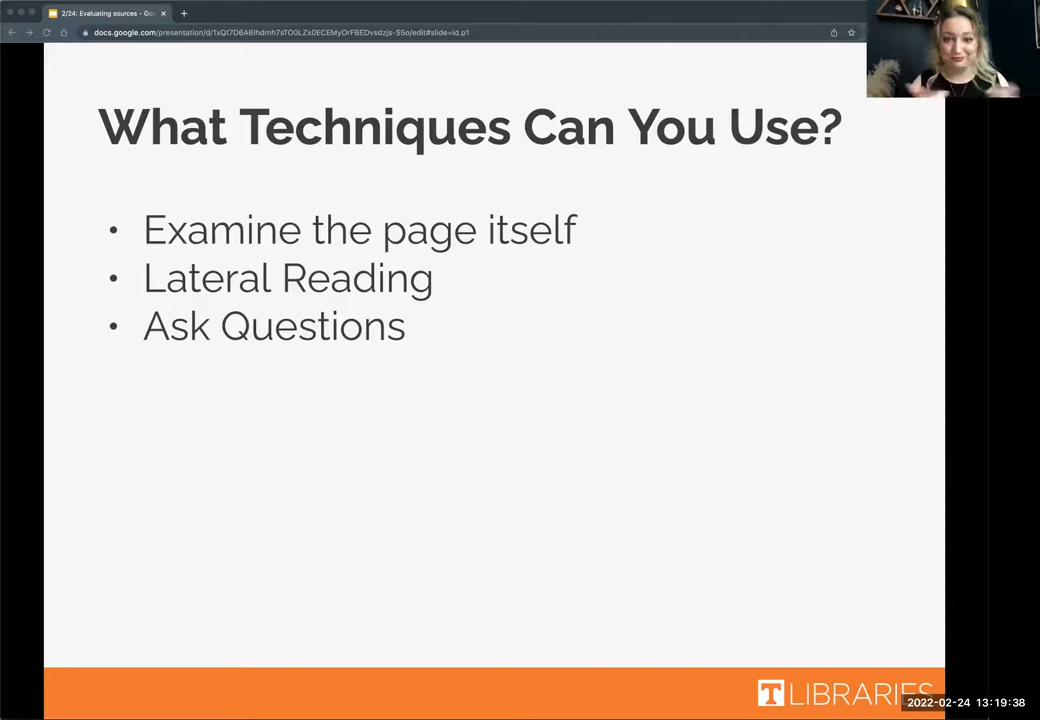 2/24: Evaluating sources - Go
docs.google.com/presentation/d/1xQt7D6A6Ihdmh7sTO0LZx0ECEMyOrFBEDvsdzjs-S5o/edit#slide=id.p1
What Techniques Can You Use?
• Examine the page itself
• Lateral Reading
• Ask Questions
T LIBRARIES
2022-02-24 13:19:38